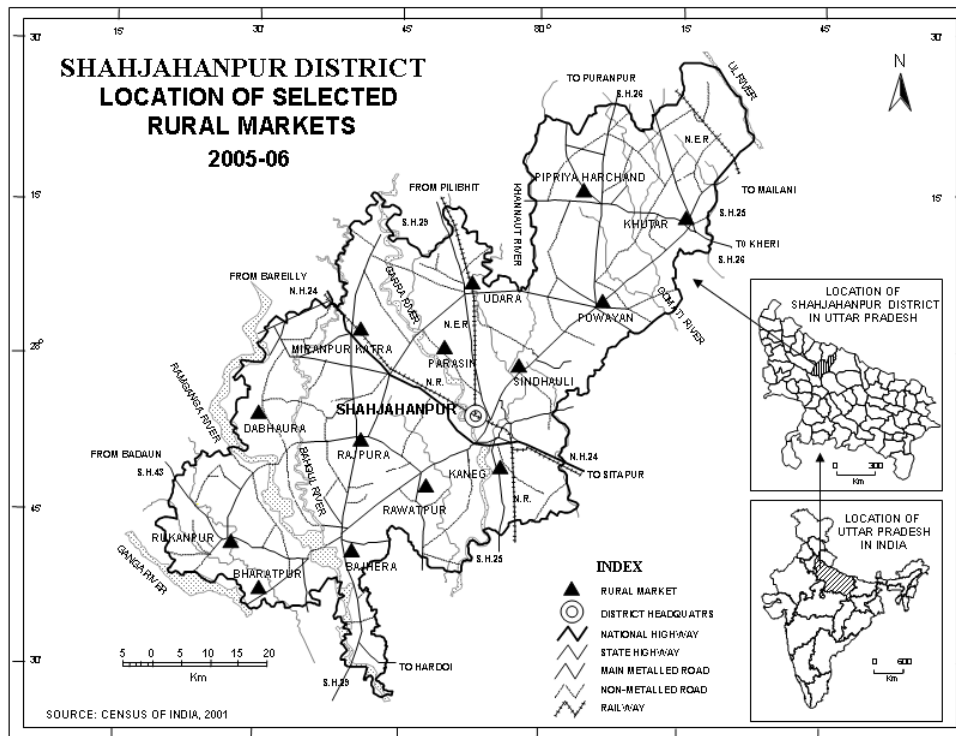 15'
30'
45'
80°
15'
45'
30'
30'
SHAHJAHANPUR DISTRICT
LOCATION OF SELECTED
RURAL MARKETS
2005-06
N
TO PURANPUR
S.H.26
UL RIVER
N.E.R
PIPRIYA HARCHAND
TO MAILANI
FROM PILIBHIT
KHANNAUT RIVER
15'
15'
S.H.29
KHUTAR
S.H.25
TO KHERI
S.H.26
FROM BAREILLY
N.H.24
GARRA RIVER
UDARA
GOMATI RIVER
POWAYAN
N.E.R
LOCATION OF
SHAHJAHANPUR DISTRICT
IN UTTAR PRADESH
28°
MIRANPUR KATRA
PARASIN
SINDHAULI
N.R.
RAMGANGA RIVER
SHAHJAHANPUR
DABHAURA
FROM BADAUN
S.H.43
BAHGUL RIVER
RAJPURA
KANEG
N.H.24
TO SITAPUR
N.R.
0 300
Km
45'
RAWATPUR
RUKANPUR
GANGA RIVER
BHARATPUR
BAJHERA
S.H.25
LOCATION OF
UTTAR PRADESH
IN INDIA
INDEX
RURAL MARKET
DISTRICT HEADQUATRS
NATIONAL HIGHWAY
STATE HIGHWAY
MAIN METALLED ROAD
NON-METALLED ROAD
RAILWAY
30'
5 0 10 20
Km
TO HARDOI
S.H.29
0 600
Km
SOURCE: CENSUS OF INDIA, 2001